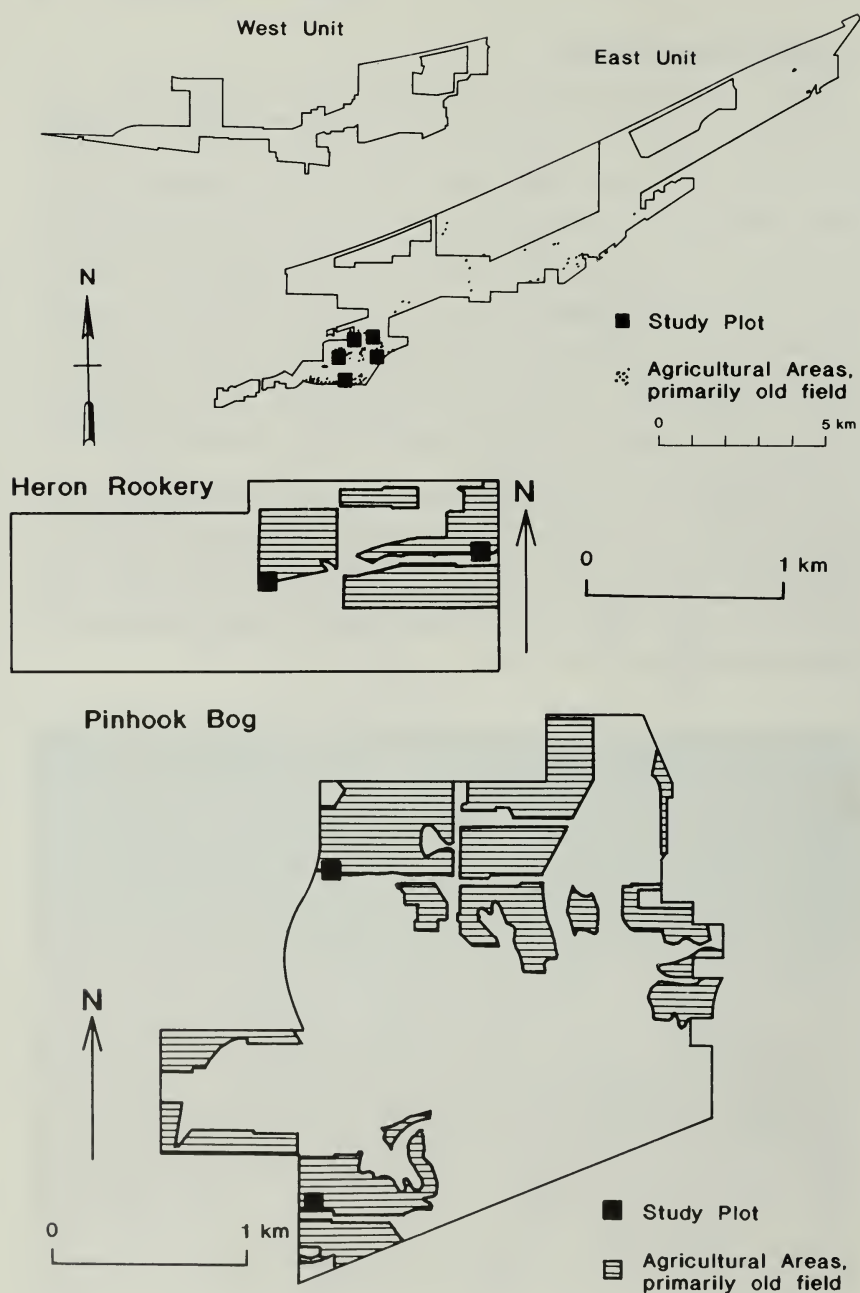 West Unit
East Unit
N
Study Plot
Agricultural Areas,
primarily old field
0 5 km
Heron Rookery
N
0 1 km
Pinhook Bog
N
0 1 km
Study Plot
Agricultural Areas,
primarily old field